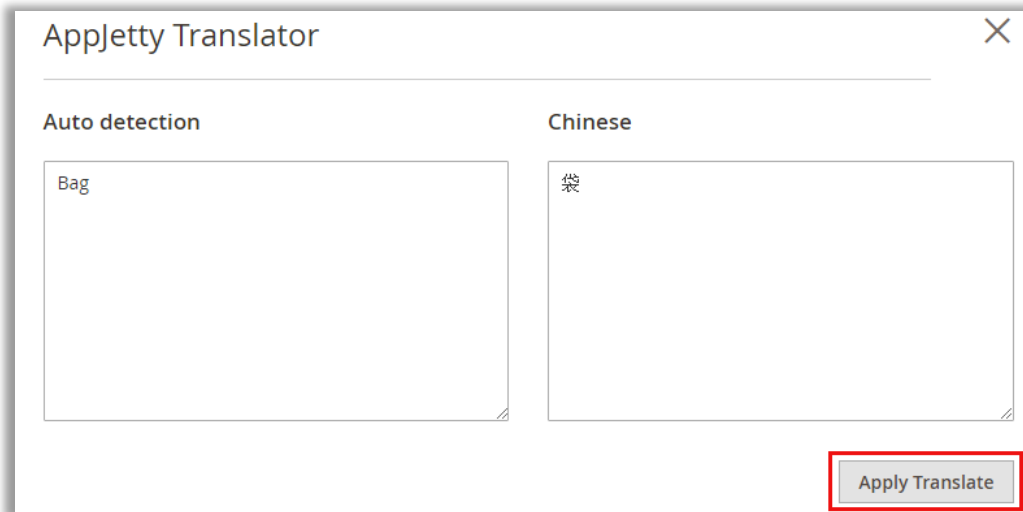 AppJetty Translator
Auto detection
Chinese
Bag
袋
Apply Translate